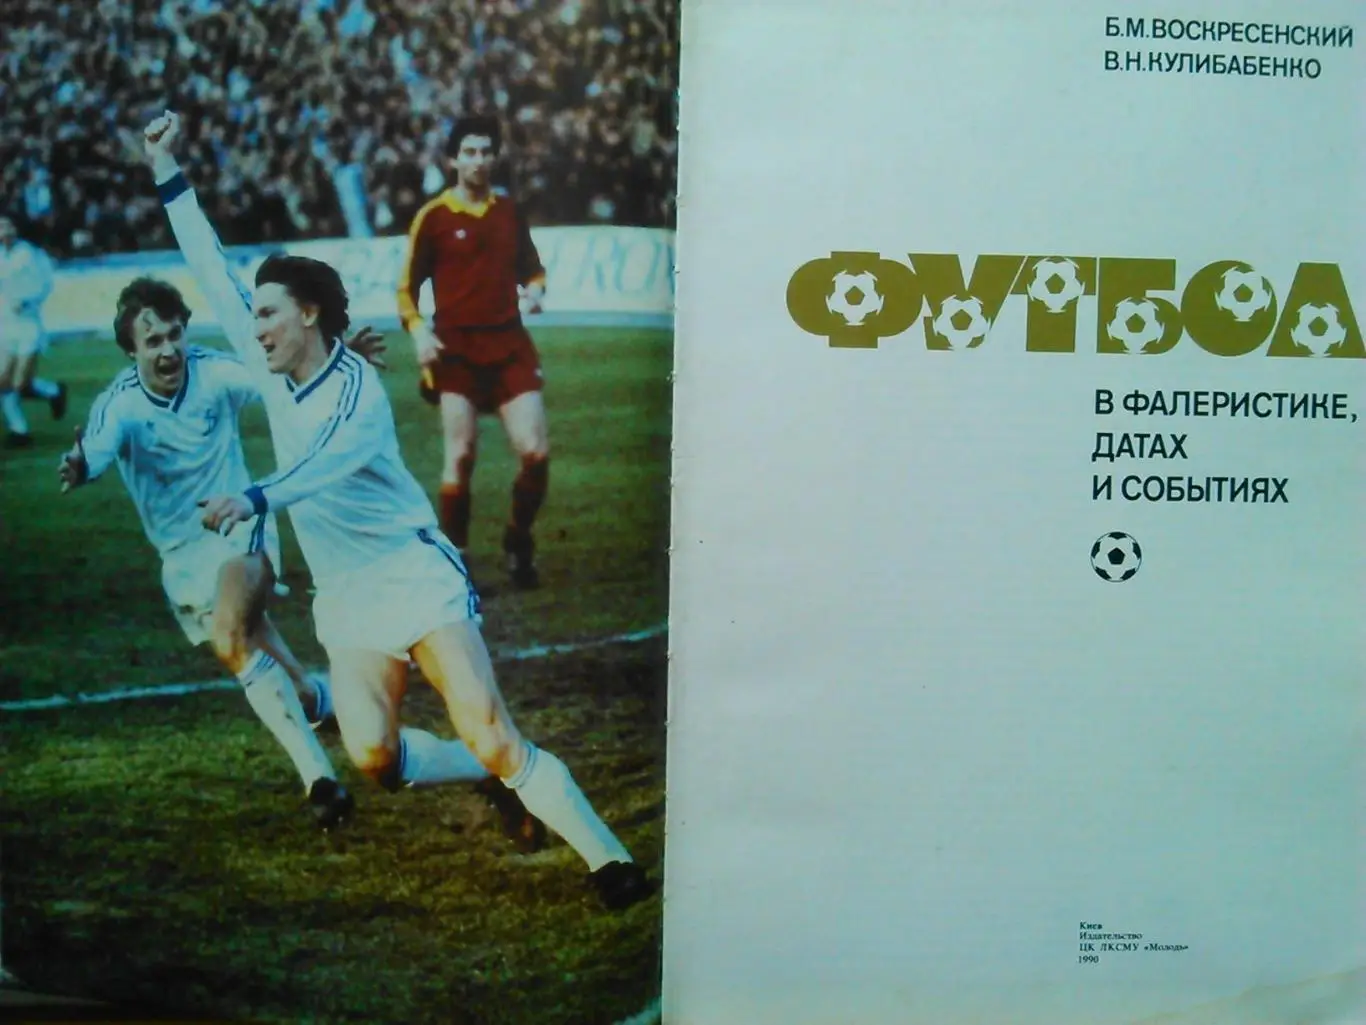 Б.М.ВОСКРЕСЕНСКИЙ
В.Н.КУЛИБАБЕНКО
ФУТБОЛ
В ФАЛЕРИСТИКЕ,
ДАТАХ
И СОБЫТИЯХ
Киев
Издательство
ЦК ЛКСМУ «Молодь»
1990